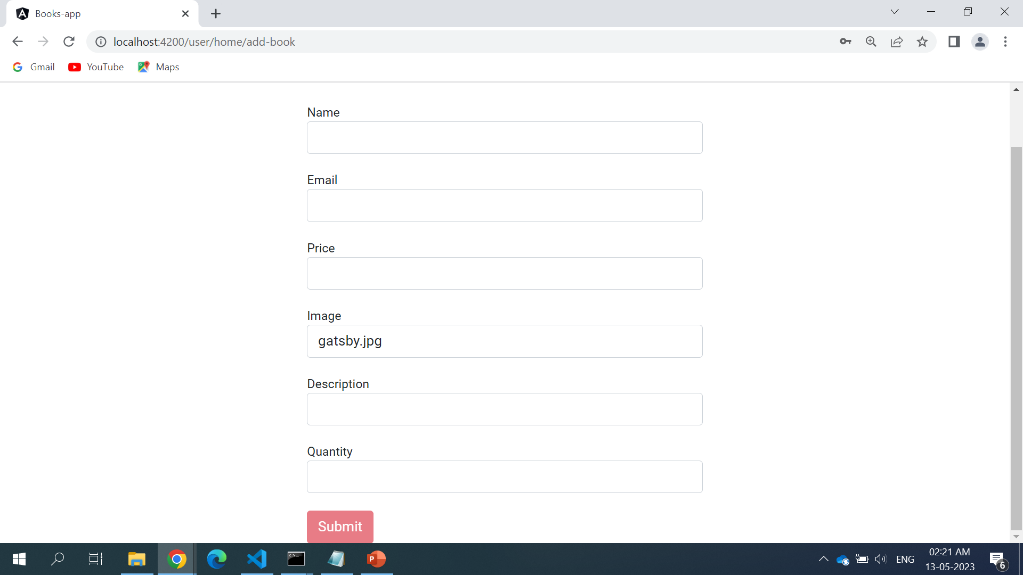 Books-app
localhost:4200/user/home/add-book
Gmail YouTube Maps
Name
Email
Price
Image
gatsby.jpg
Description
Quantity
Submit
ENG
02:21 AM
13-05-2023
6